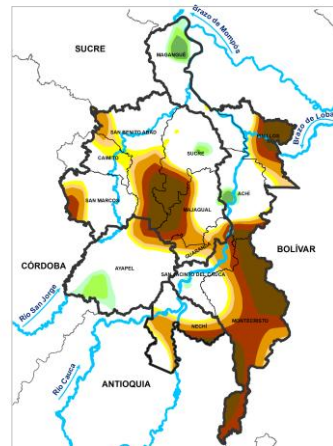 SUCRE
Brazo de Mompós
MAGANGUÉ
Brazo de Loba
SAN BENITO ABAD
CAIMITO
SUCRE
ACHÍ
SAN MARCOS
MAJAGUAL
BOLÍVAR
GUARANDA
CÓRDOBA
AYAPEL
SAN JACINTO DEL CAUCA
Río San Jorge
MONTECRISTO
NECHÍ
Río Cauca
ANTIOQUIA